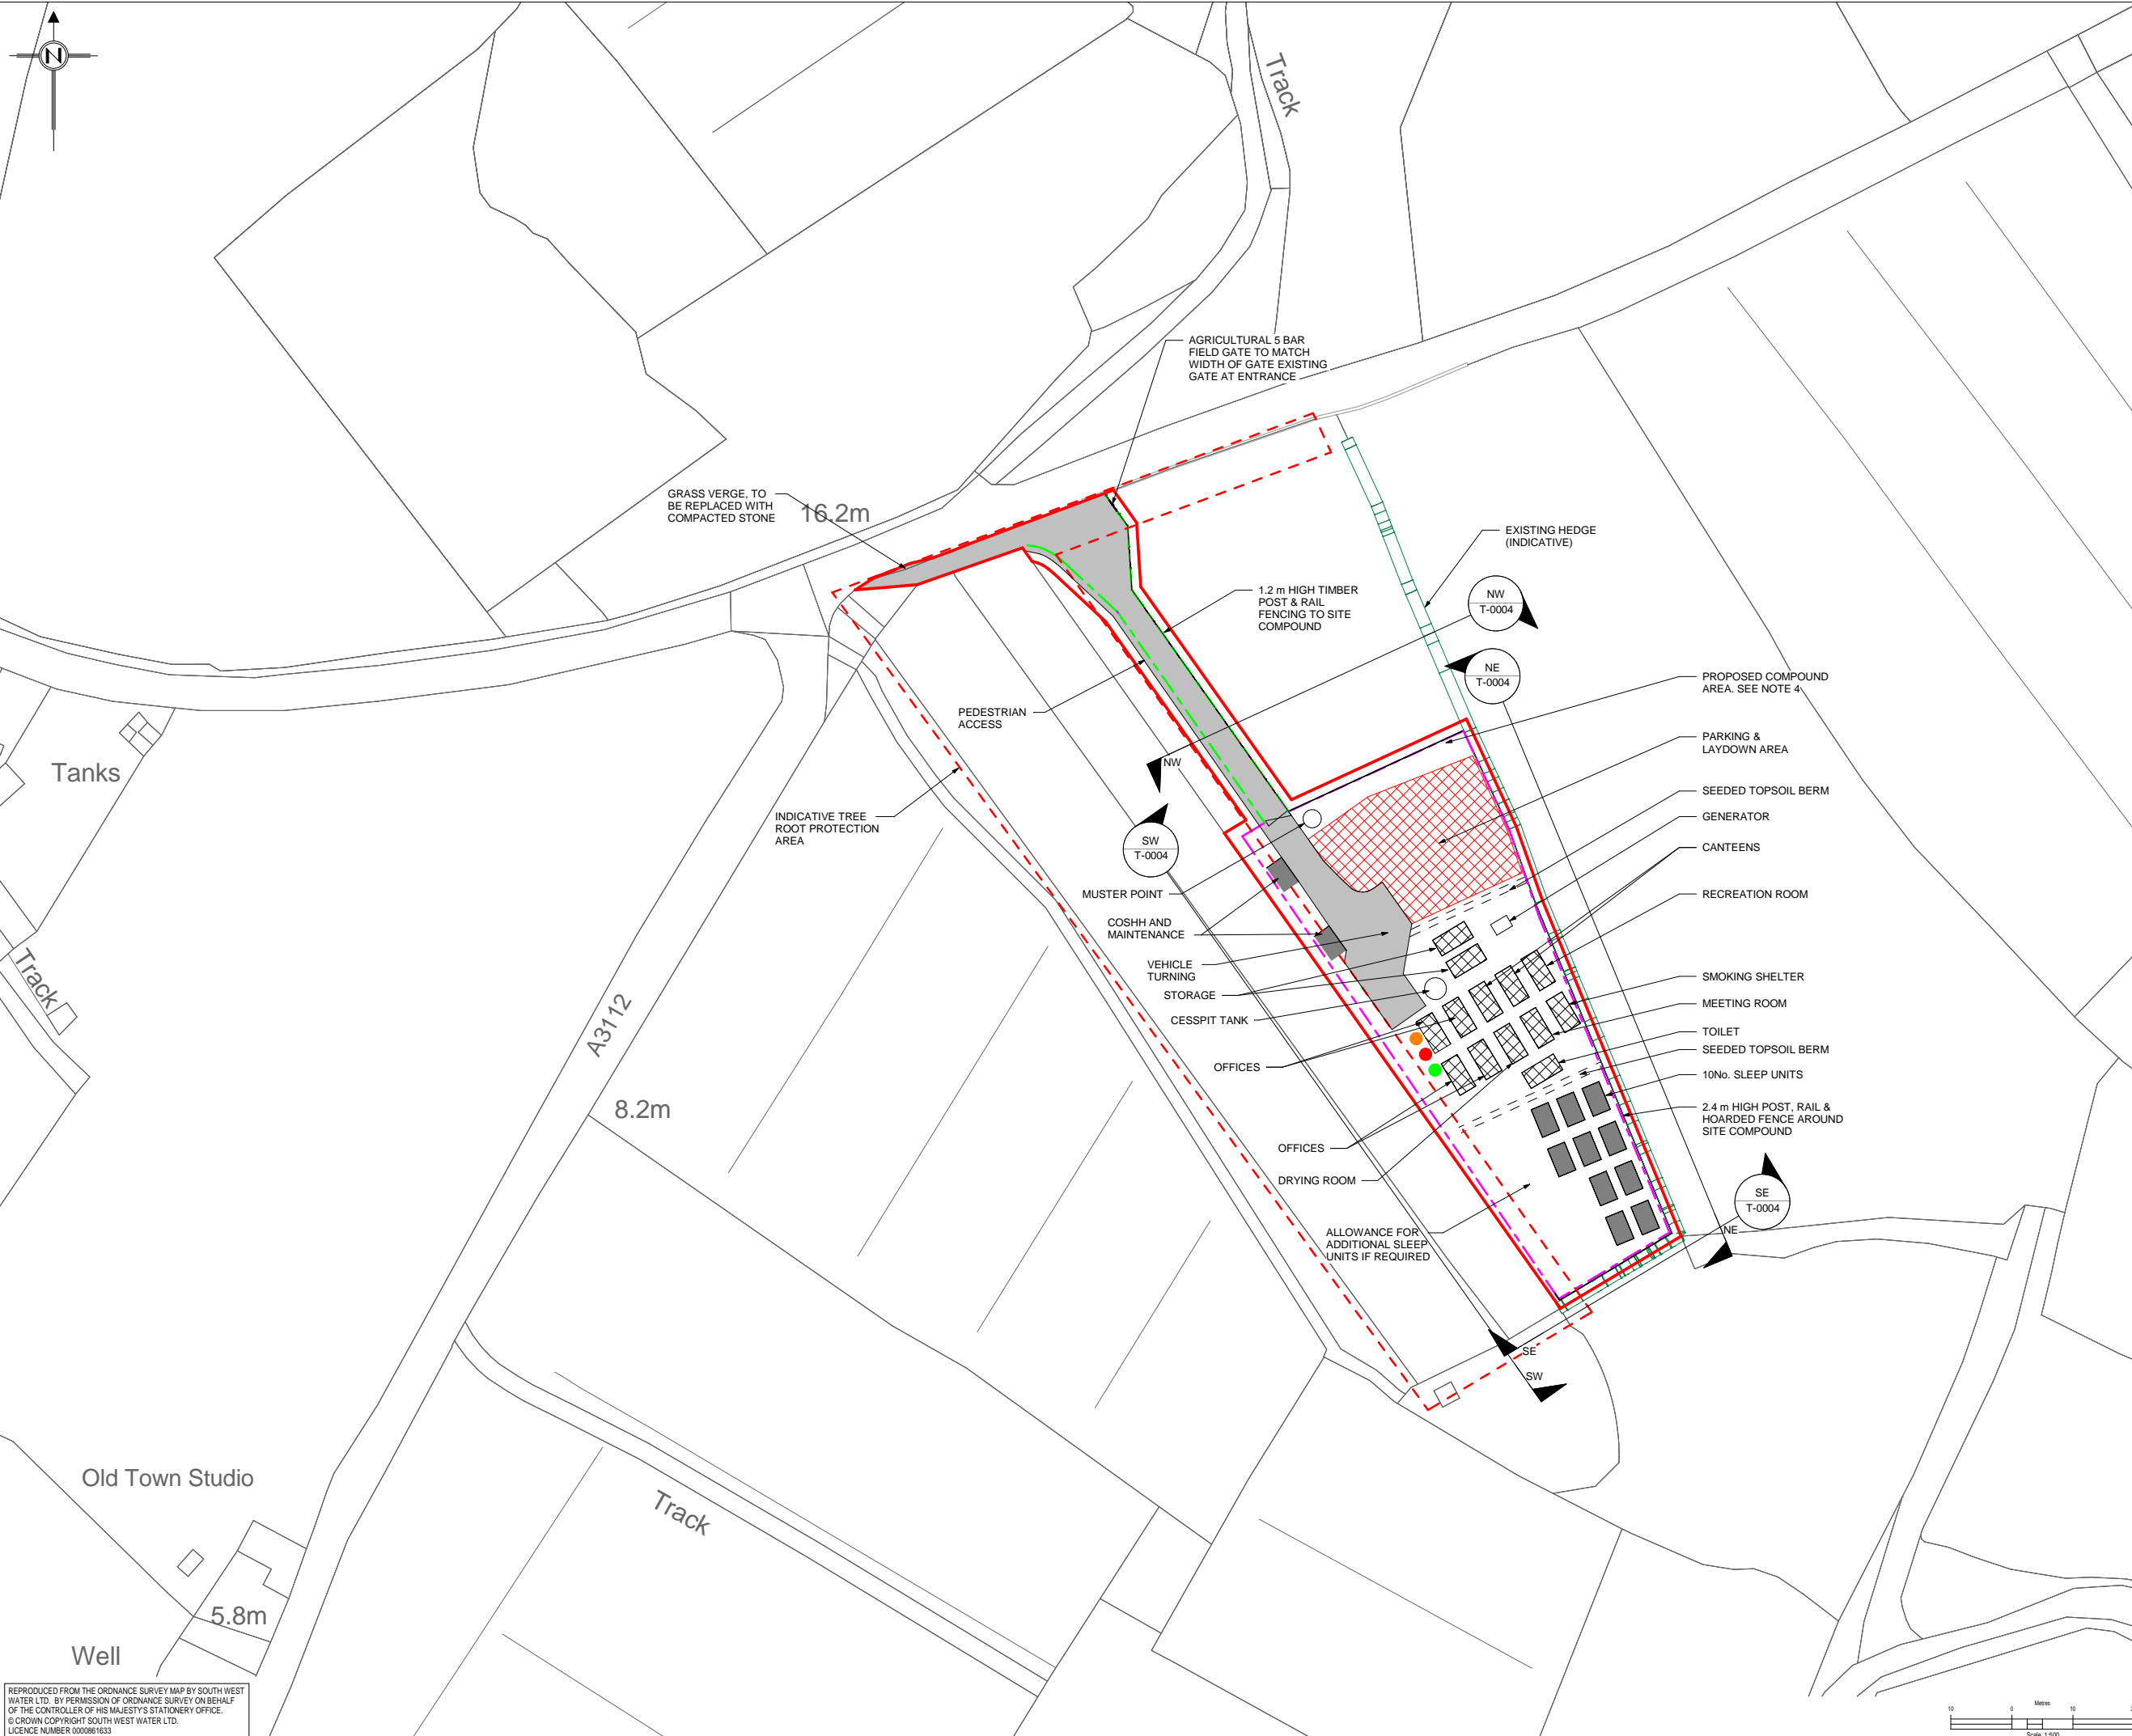 N
Track
AGRICULTURAL 5 BAR
FIELD GATE TO MATCH
WIDTH OF GATE EXISTING
GATE AT ENTRANCE
GRASS VERGE, TO
BE REPLACED WITH
COMPACTED STONE
16.2m
EXISTING HEDGE
(INDICATIVE)
1.2 m HIGH TIMBER
POST & RAIL
FENCING TO SITE
COMPOUND
NW
T-0004
NE
T-0004
PROPOSED COMPOUND
AREA. SEE NOTE 4
PEDESTRIAN
ACCESS
PARKING &
LAYDOWN AREA
NW
Tanks
SEEDED TOPSOIL BERM
INDICATIVE TREE
ROOT PROTECTION
AREA
GENERATOR
SW
T-0004
CANTEENS
MUSTER POINT
RECREATION ROOM
COSHH AND
MAINTENANCE
VEHICLE
TURNING
SMOKING SHELTER
Track
STORAGE
MEETING ROOM
CESSPIT TANK
A3112
TOILET
SEEDED TOPSOIL BERM
OFFICES
10No. SLEEP UNITS
8.2m
2.4 m HIGH POST, RAIL &
HOARDED FENCE AROUND
SITE COMPOUND
OFFICES
DRYING ROOM
SE
T-0004
ALLOWANCE FOR
ADDITIONAL SLEEP
UNITS IF REQUIRED
NE
SE
SW
Old Town Studio
Track
5.8m
Well
REPRODUCED FROM THE ORDNANCE SURVEY MAP BY SOUTH WEST
WATER LTD. BY PERMISSION OF ORDNANCE SURVEY ON BEHALF
OF THE CONTROLLER OF HIS MAJESTY'S STATIONERY OFFICE.
© CROWN COPYRIGHT SOUTH WEST WATER LTD.
LICENCE NUMBER 0000861633
Metres
10 0 10
Scale 1:500